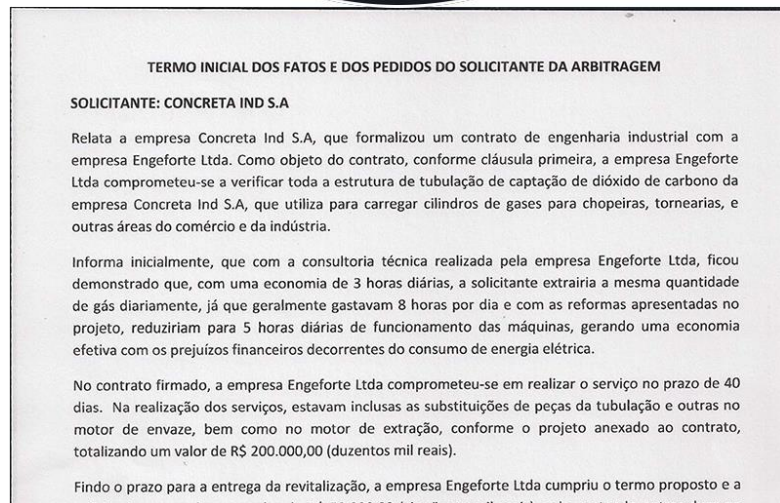 TERMO INICIAL DOS FATOS E DOS PEDIDOS DO SOLICITANTE DA ARBITRAGEM
SOLICITANTE: CONCRETA IND S.A
Relata a empresa Concreta Ind S.A, que formalizou um contrato de engenharia industrial com a
empresa Engeforte Ltda. Como objeto do contrato, conforme cláusula primeira, a empresa Engeforte
Ltda comprometeu-se a verificar toda a estrutura de tubulação de captação de dióxido de carbono da
empresa Concreta Ind S.A, que utiliza para carregar cilindros de gases para chopeiras, tornearias, e
outras áreas do comércio e da indústria.
Informa inicialmente, que com a consultoria técnica realizada pela empresa Engeforte Ltda, ficou
demonstrado que, com uma economia de 3 horas diárias, a solicitante extrairia a mesma quantidade
de gás diariamente, já que geralmente gastavam 8 horas por dia e com as reformas apresentadas no
projeto, reduziriam para 5 horas diárias de funcionamento das máquinas, gerando uma economia
efetiva com os prejuízos financeiros decorrentes do consumo de energia elétrica.
No contrato firmado, a empresa Engeforte Ltda comprometeu-se em realizar o serviço no prazo de 40
dias. Na realização dos serviços, estavam inclusas as substituições de peças da tubulação e outras no
motor de envaze, bem como no motor de extração, conforme o projeto anexado ao contrato,
totalizando um valor de R$ 200.000,00 (duzentos mil reais).
Findo o prazo para a entrega da revitalização, a empresa Engeforte Ltda cumpriu o termo proposto e a